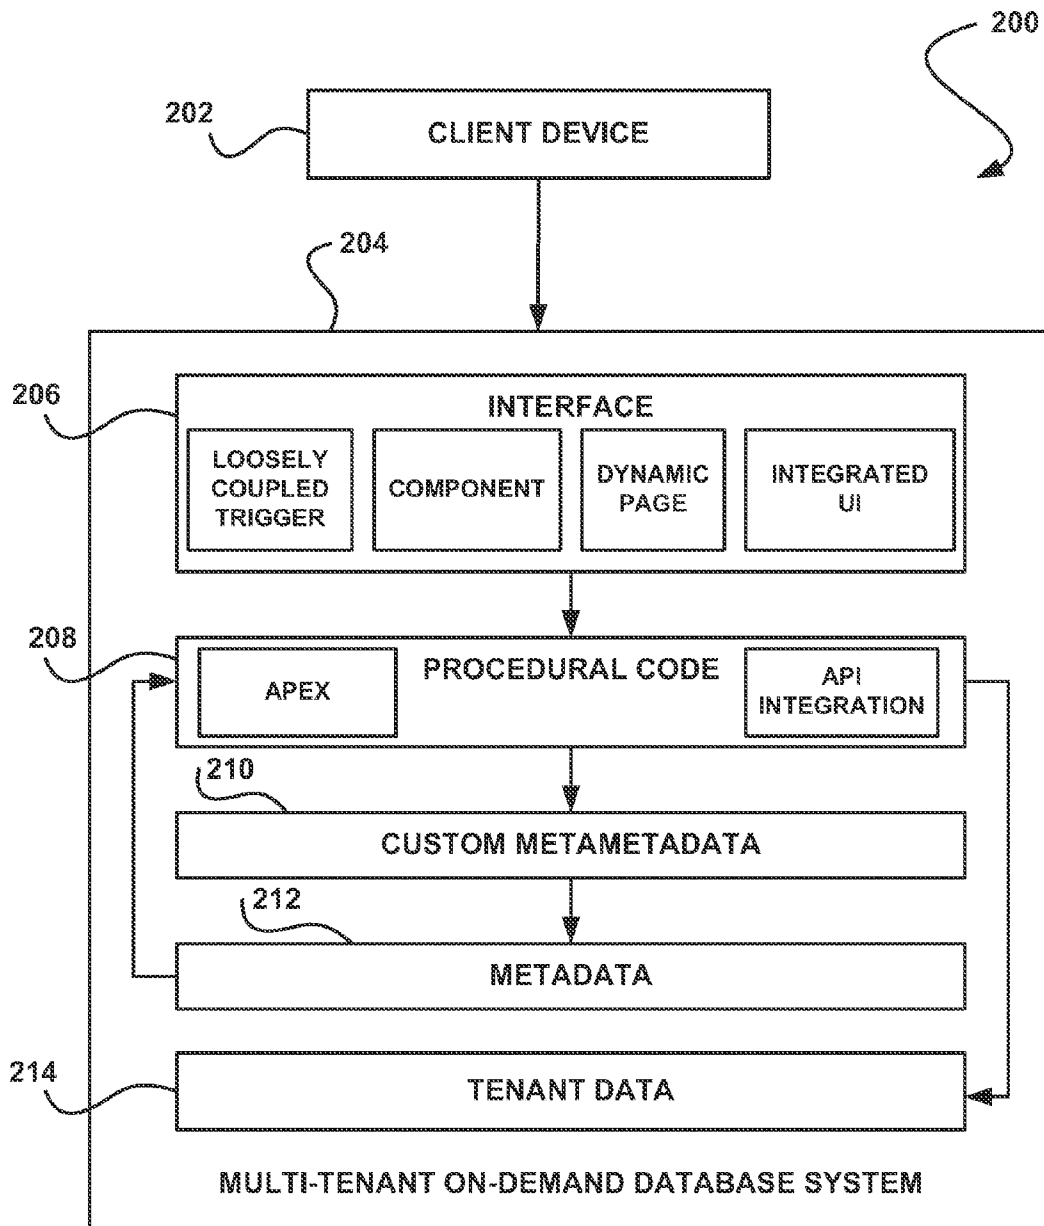 200
202
CLIENT DEVICE
204
206
INTERFACE
LOOSELY
COUPLED
TRIGGER
COMPONENT
DYNAMIC
PAGE
INTEGRATED
UI
208
PROCEDURAL CODE
APEX
API
INTEGRATION
210
CUSTOM METAMETADATA
212
METADATA
214
TENANT DATA
MULTI-TENANT ON-DEMAND DATABASE SYSTEM